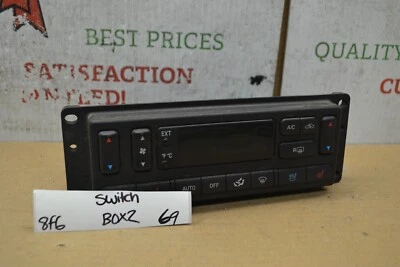 BEST PRICES
SATISFACTION
QUALITY
CU
EXT
°F °C
A/C
AUTO
OFF
Switch
8f6 BOX2 69